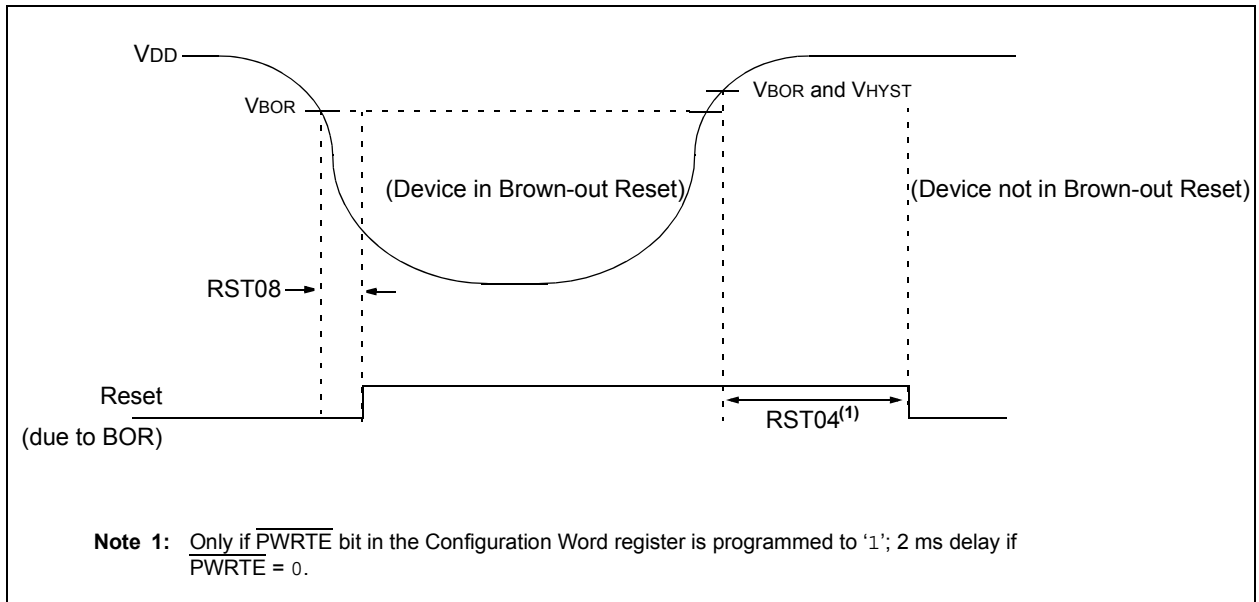 VDD
VBOR
VBOR and VHYST
(Device in Brown-out Reset)
(Device not in Brown-out Reset)
RST08
Reset
(due to BOR)
RST04(1)
Note 1: Only if PWRTE bit in the Configuration Word register is programmed to ‘1’; 2 ms delay if
PWRTE = 0.